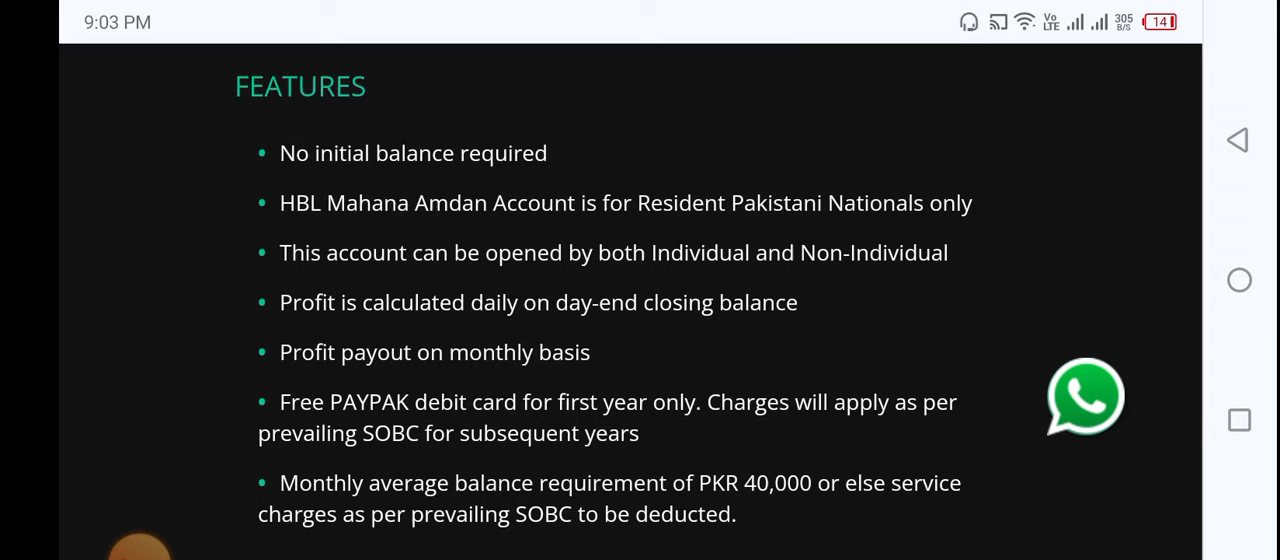 9:03 PM
Vo LTE 305 B/S 14
FEATURES
• No initial balance required
• HBL Mahana Amdan Account is for Resident Pakistani Nationals only
• This account can be opened by both Individual and Non-Individual
• Profit is calculated daily on day-end closing balance
• Profit payout on monthly basis
• Free PAYPAK debit card for first year only. Charges will apply as per
prevailing SOBC for subsequent years
• Monthly average balance requirement of PKR 40,000 or else service
charges as per prevailing SOBC to be deducted.